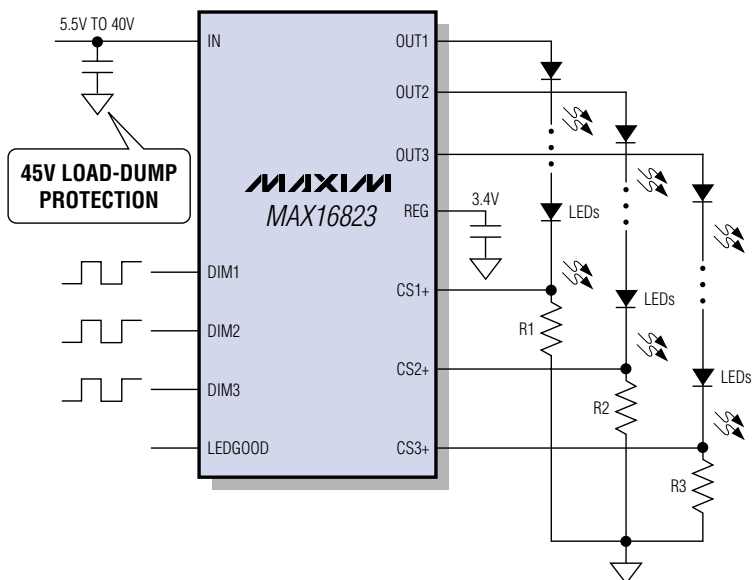 5.5V TO 40V
IN
OUT1
OUT2
OUT3
45V LOAD-DUMP
PROTECTION
MAXIM
MAX16823
REG
3.4V
LEDs
DIM1
CS1+
R1
LEDs
DIM2
CS2+
LEDs
DIM3
R2
LEDGOOD
CS3+
R3